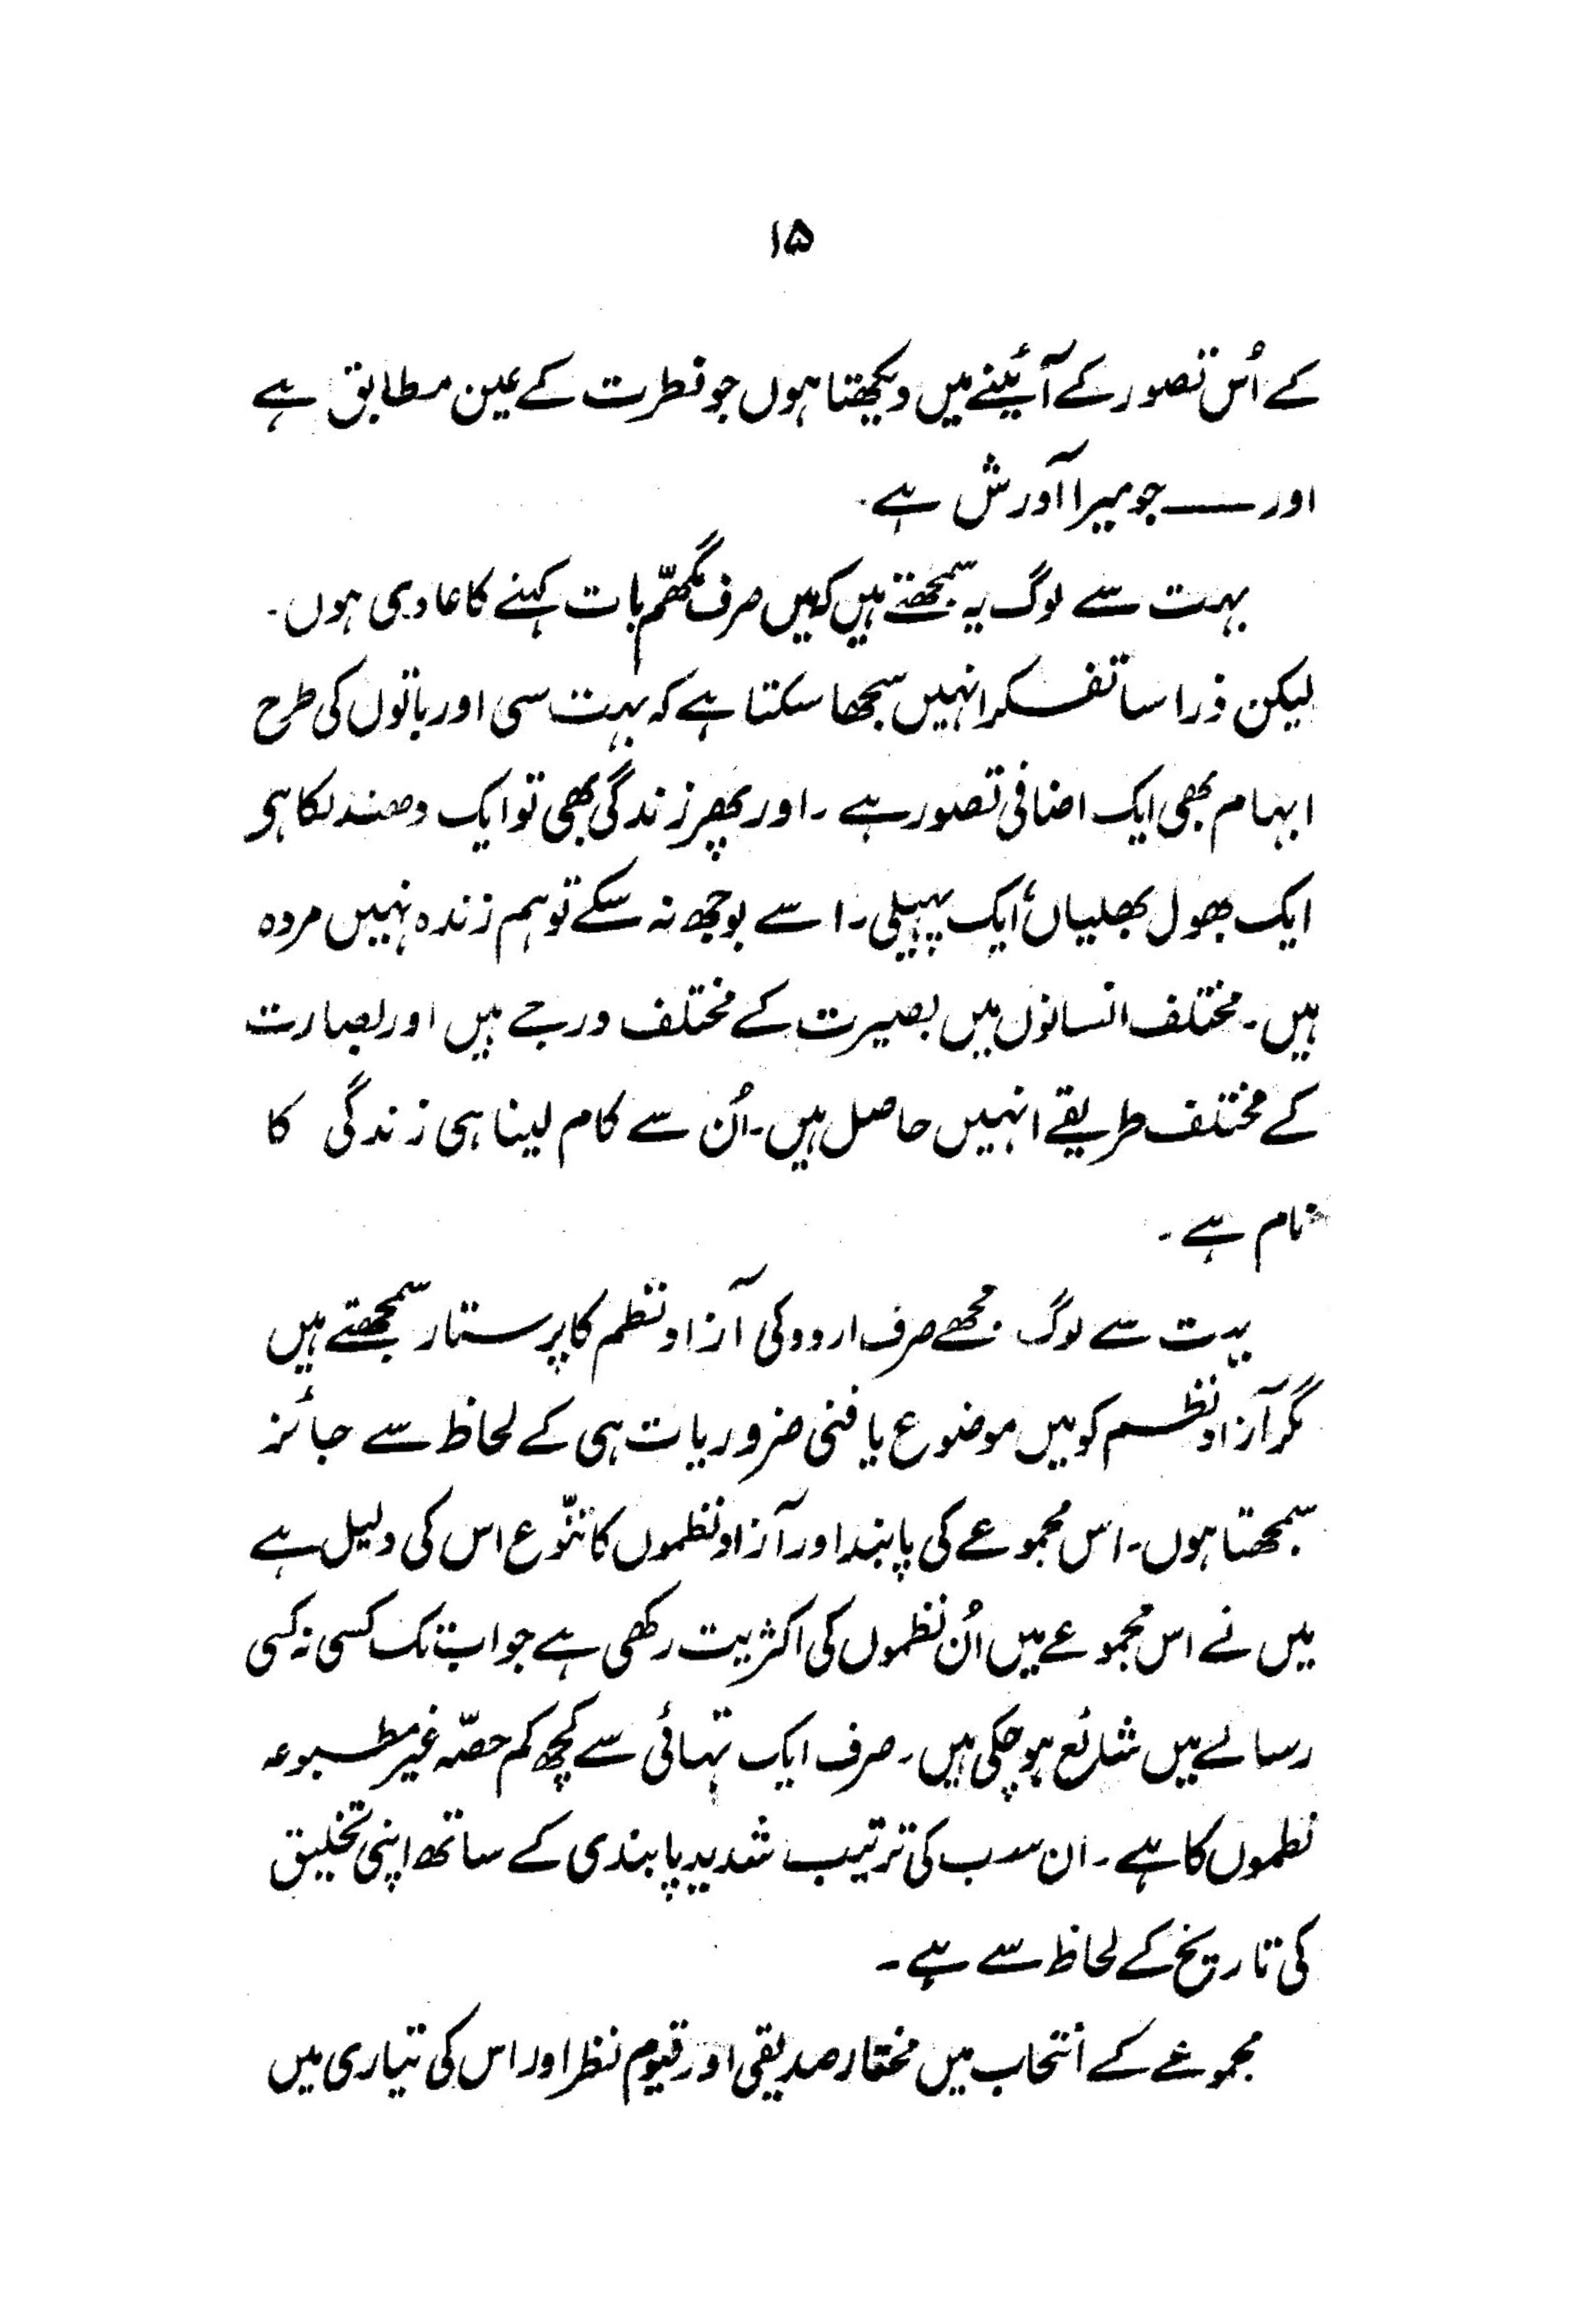 ۱۵
کے اُس تصور کے آئینے میں دیکھتا ہوں جو فطرت کے عین مطابق ہے
اور ــــ جو میرا آدرش ہے۔
بہت سے لوگ یہ سمجھتے ہیں کہ میں صرف مبہم بات کہنے کا عادی ہوں۔
لیکن ذرا سا تفکر انہیں سمجھا سکتا ہے کہ بہت سی اور باتوں کی طرح
ابہام بھی ایک اضافی تصور ہے۔ اور پھر زندگی بھی تو ایک دھندلکا ہی
ایک بھول بھلیاں، ایک پہیلی۔ اسے بوجھ نہ سکے تو ہم زندہ نہیں مردہ
ہیں۔ مختلف انسانوں میں بصیرت کے مختلف درجے ہیں اور بصارت
کے مختلف طریقے انہیں حاصل ہیں۔ اُن سے کام لینا ہی زندگی کا
نام ہے۔
بہت سے لوگ مجھے صرف اردو کی آزاد نظم کا پرستار سمجھتے ہیں
مگر آزاد نظم کو میں موضوع یا فنی ضروریات ہی کے لحاظ سے جائز
سمجھتا ہوں۔ اس مجموعے کی پابند اور آزاد نظموں کا تنوّع اس کی دلیل ہے
میں نے اس مجموعے میں اُن نظموں کی اکثریت رکھی ہے جو اب تک کسی نہ کسی
رسالے میں شائع ہو چکی ہیں۔ صرف ایک تہائی سے کچھ کم حصّہ غیر مطبوعہ
نظموں کا ہے۔ ان سب کی ترتیب شدید پابندی کے ساتھ اپنی تخلیق
کی تاریخ کے لحاظ سے ہے۔
مجموعے کے انتخاب میں مختار صدیقی اور قیوم نظر اور اس کی تیاری میں